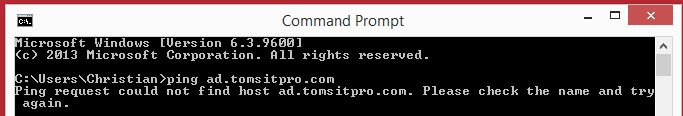 Command Prompt
Microsoft Windows [Version 6.3.9600]
(c) 2013 Microsoft Corporation. All rights reserved.
C:\Users\Christian>ping ad.tomsitpro.com
Ping request could not find host ad.tomsitpro.com. Please check the name and try
 again.